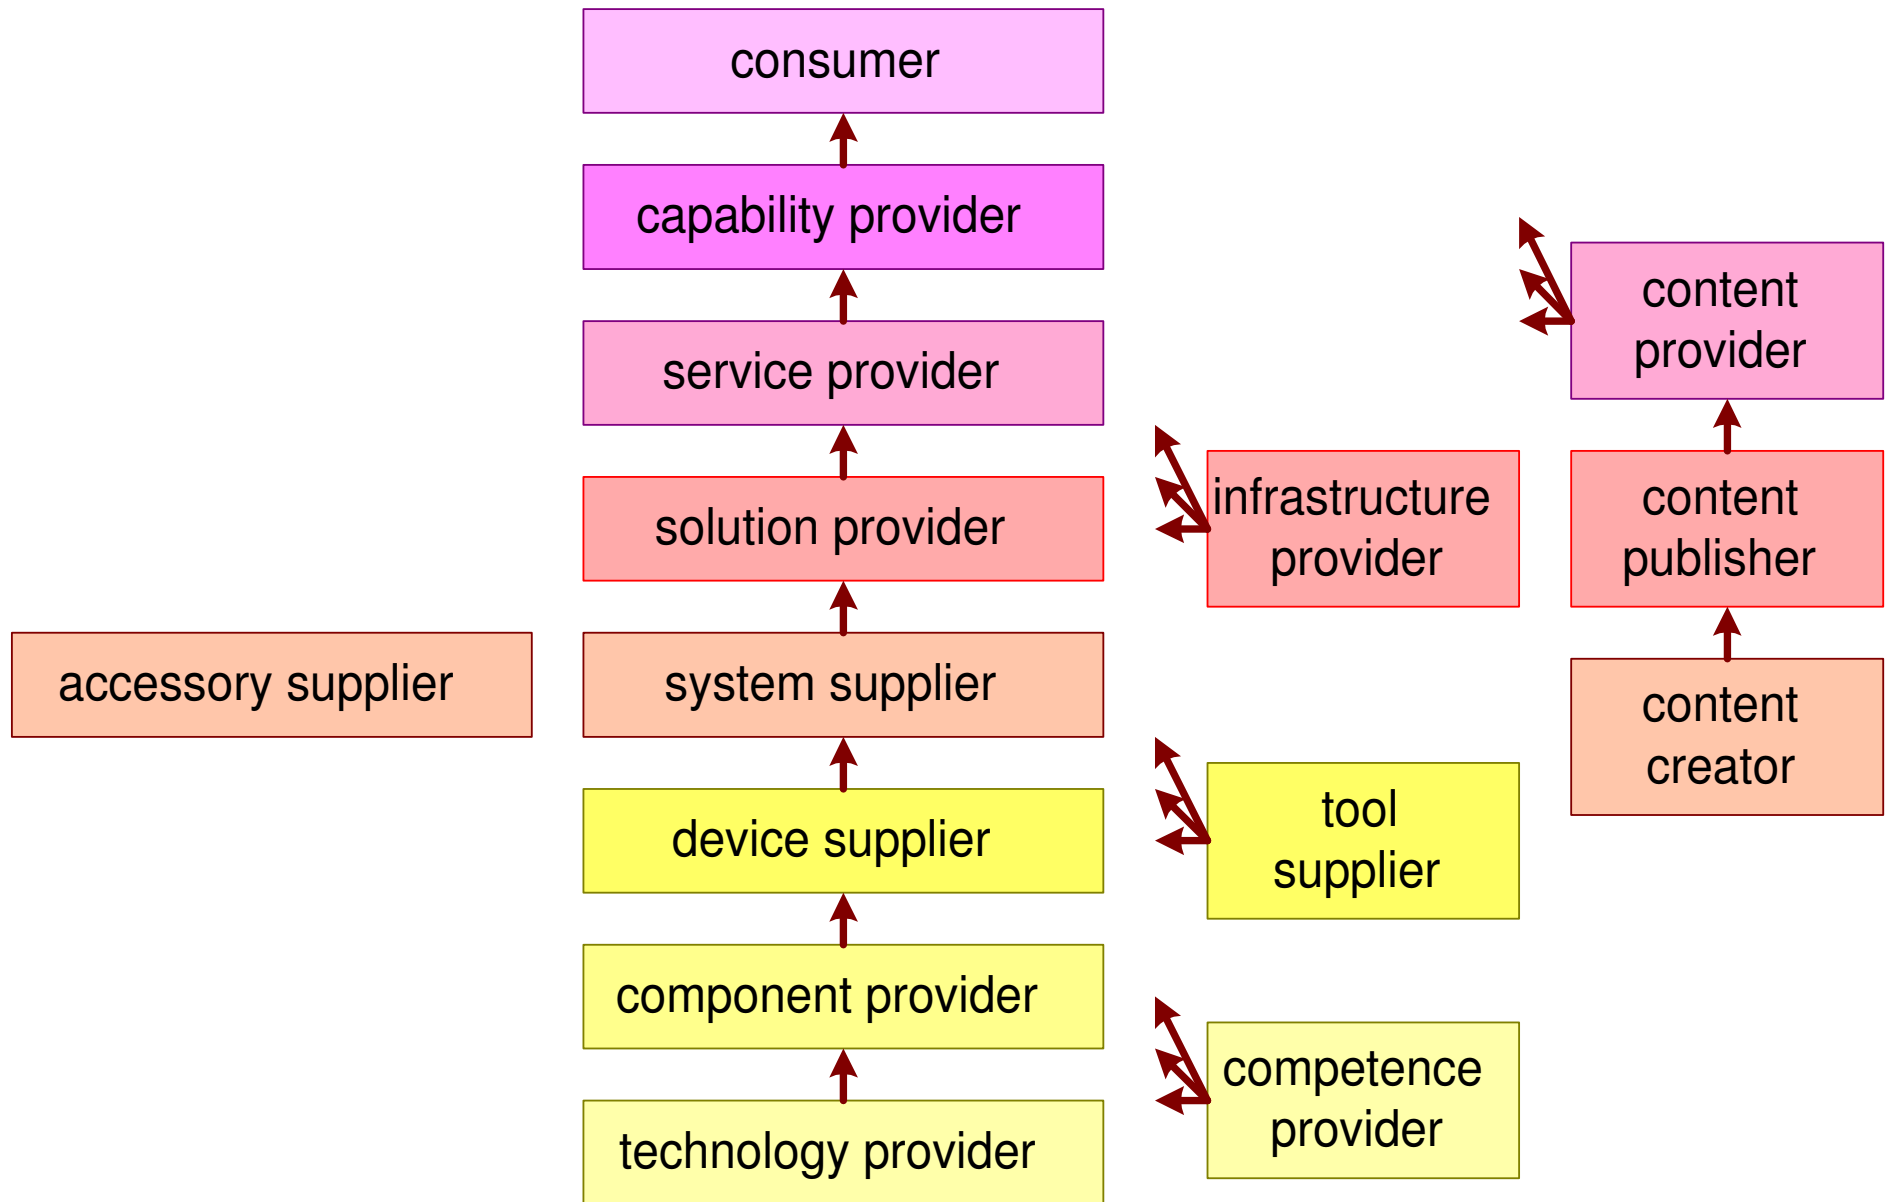 consumer
capability provider
service provider
solution provider
accessory supplier
system supplier
device supplier
component provider
technology provider
infrastructure
provider
tool
supplier
competence
provider
content
provider
content
publisher
content
creator